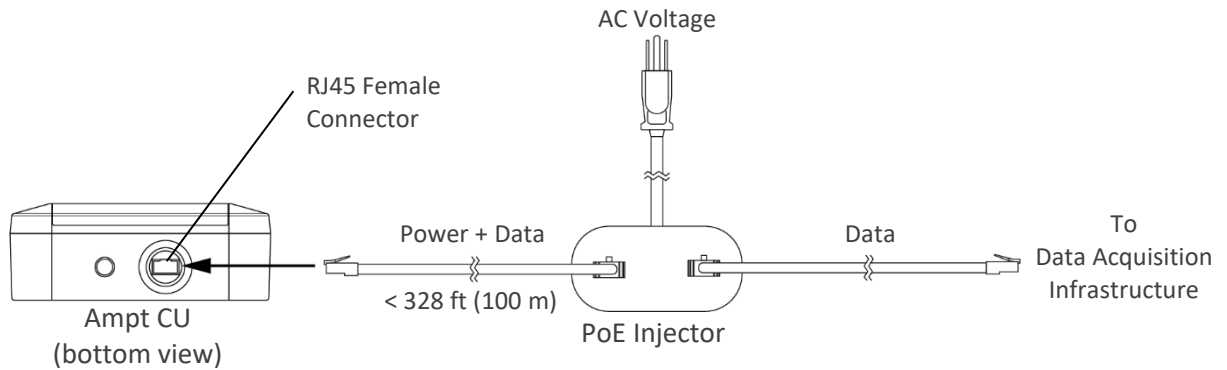 AC Voltage
RJ45 Female
Connector
Power + Data
Data
To
Data Acquisition
Infrastructure
< 328 ft (100 m)
Ampt CU
(bottom view)
PoE Injector